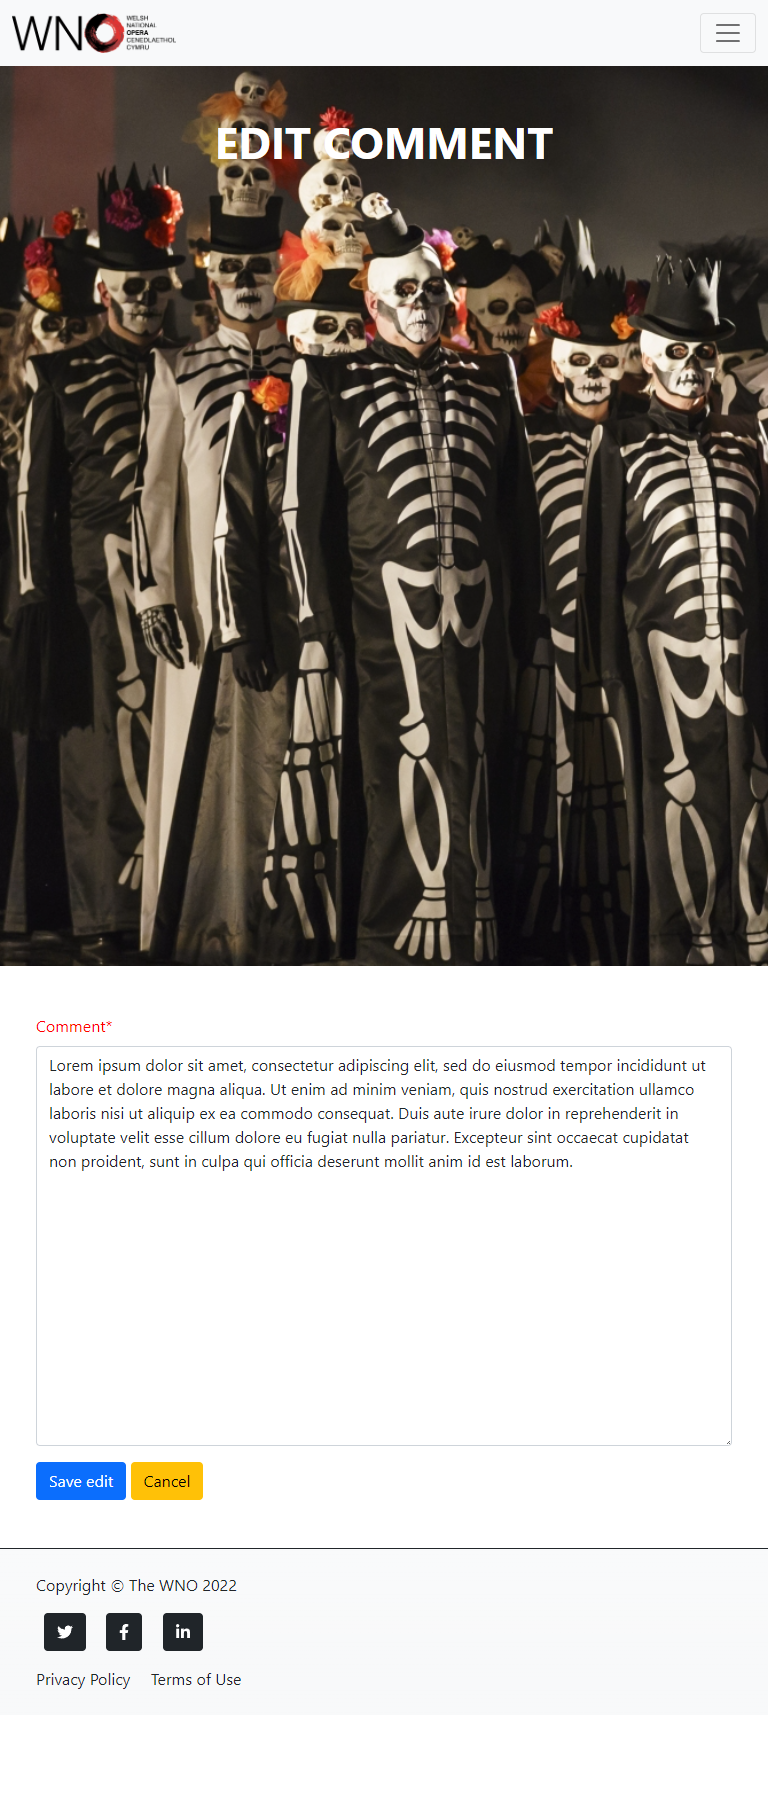 WNO
WELSH
NATIONAL
OPERA
CENEDLAETHOL
CYMRU
EDIT COMMENT
Comment*
Lorem ipsum dolor sit amet, consectetur adipiscing elit, sed do eiusmod tempor incididunt ut
labore et dolore magna aliqua. Ut enim ad minim veniam, quis nostrud exercitation ullamco
laboris nisi ut aliquip ex ea commodo consequat. Duis aute irure dolor in reprehenderit in
voluptate velit esse cillum dolore eu fugiat nulla pariatur. Excepteur sint occaecat cupidatat
non proident, sunt in culpa qui officia deserunt mollit anim id est laborum.
Save edit Cancel
Copyright © The WNO 2022
Privacy Policy Terms of Use